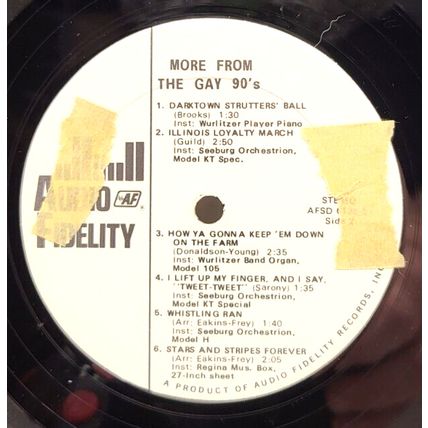 MORE FROM
THE GAY 90's
1. DARKTOWN STRUTTERS' BALL
(Brooks) 1:30
Inst: Wurlitzer Player Piano
2. ILLINOIS LOYALTY MARCH
(Guild) 2:50
Inst: Seeburg Orchestrion,
Model KT Spec.
AUDIO AF
FIDELITY
STEREO
AFSD
Side 2
3. HOW YA GONNA KEEP 'EM DOWN
ON THE FARM
(Donaldson-Young) 2:35
Inst: Wurlitzer Band Organ,
Model 105
4. I LIFT UP MY FINGER, AND I SAY,
"TWEET-TWEET" (Sarony) 1:35
Inst: Seeburg Orchestrion,
Model KT Special
5. WHISTLING RAN
(Arr: Eakins-Frey) 1:40
Inst: Seeburg Orchestrion,
Model H
6. STARS AND STRIPES FOREVER
(Arr: Eakins-Frey) 2:05
Inst: Regina Mus. Box,
27-Inch sheet
A PRODUCT OF AUDIO FIDELITY RECORDS, INC.